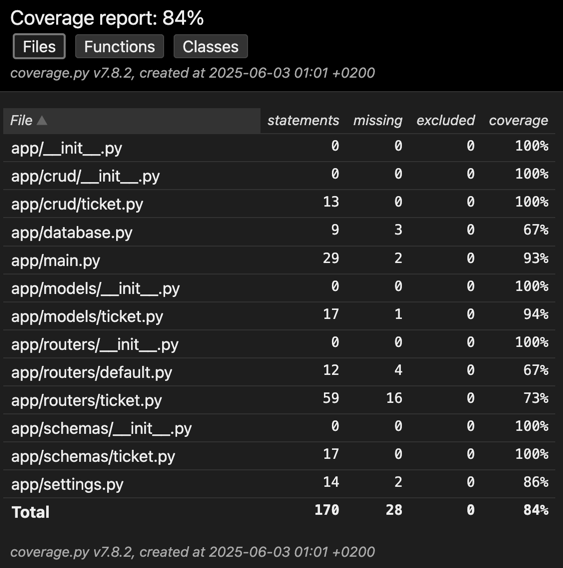 Coverage report: 84%
Files Functions Classes
coverage.py v7.8.2, created at 2025-06-03 01:01 +0200
File statements missing excluded coverage
app/__init__.py 0 0 0 100%
app/crud/__init__.py 0 0 0 100%
app/crud/ticket.py 13 0 0 100%
app/database.py 9 3 0 67%
app/main.py 29 2 0 93%
app/models/__init__.py 0 0 0 100%
app/models/ticket.py 17 1 0 94%
app/routers/__init__.py 0 0 0 100%
app/routers/default.py 12 4 0 67%
app/routers/ticket.py 59 16 0 73%
app/schemas/__init__.py 0 0 0 100%
app/schemas/ticket.py 17 0 0 100%
app/settings.py 14 2 0 86%
Total 170 28 0 84%
coverage.py v7.8.2, created at 2025-06-03 01:01 +0200